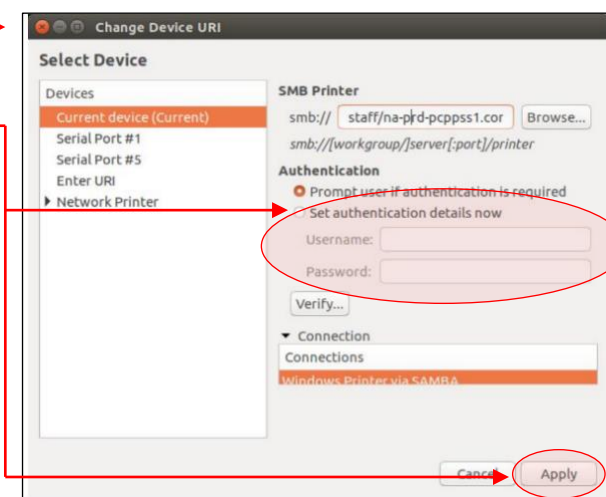 Change Device URI
Select Device
Devices
Current device (Current)
Serial Port #1
Serial Port #5
Enter URI
Network Printer
SMB Printer
smb:// staff/na-prd-pcppss1.cor Browse...
smb://[workgroup/]server[:port]/printer
Authentication
Prompt user if authentication is required
Set authentication details now
Username:
Password:
Verify...
Connection
Connections
Windows Printer via SAMBA
Cancel Apply